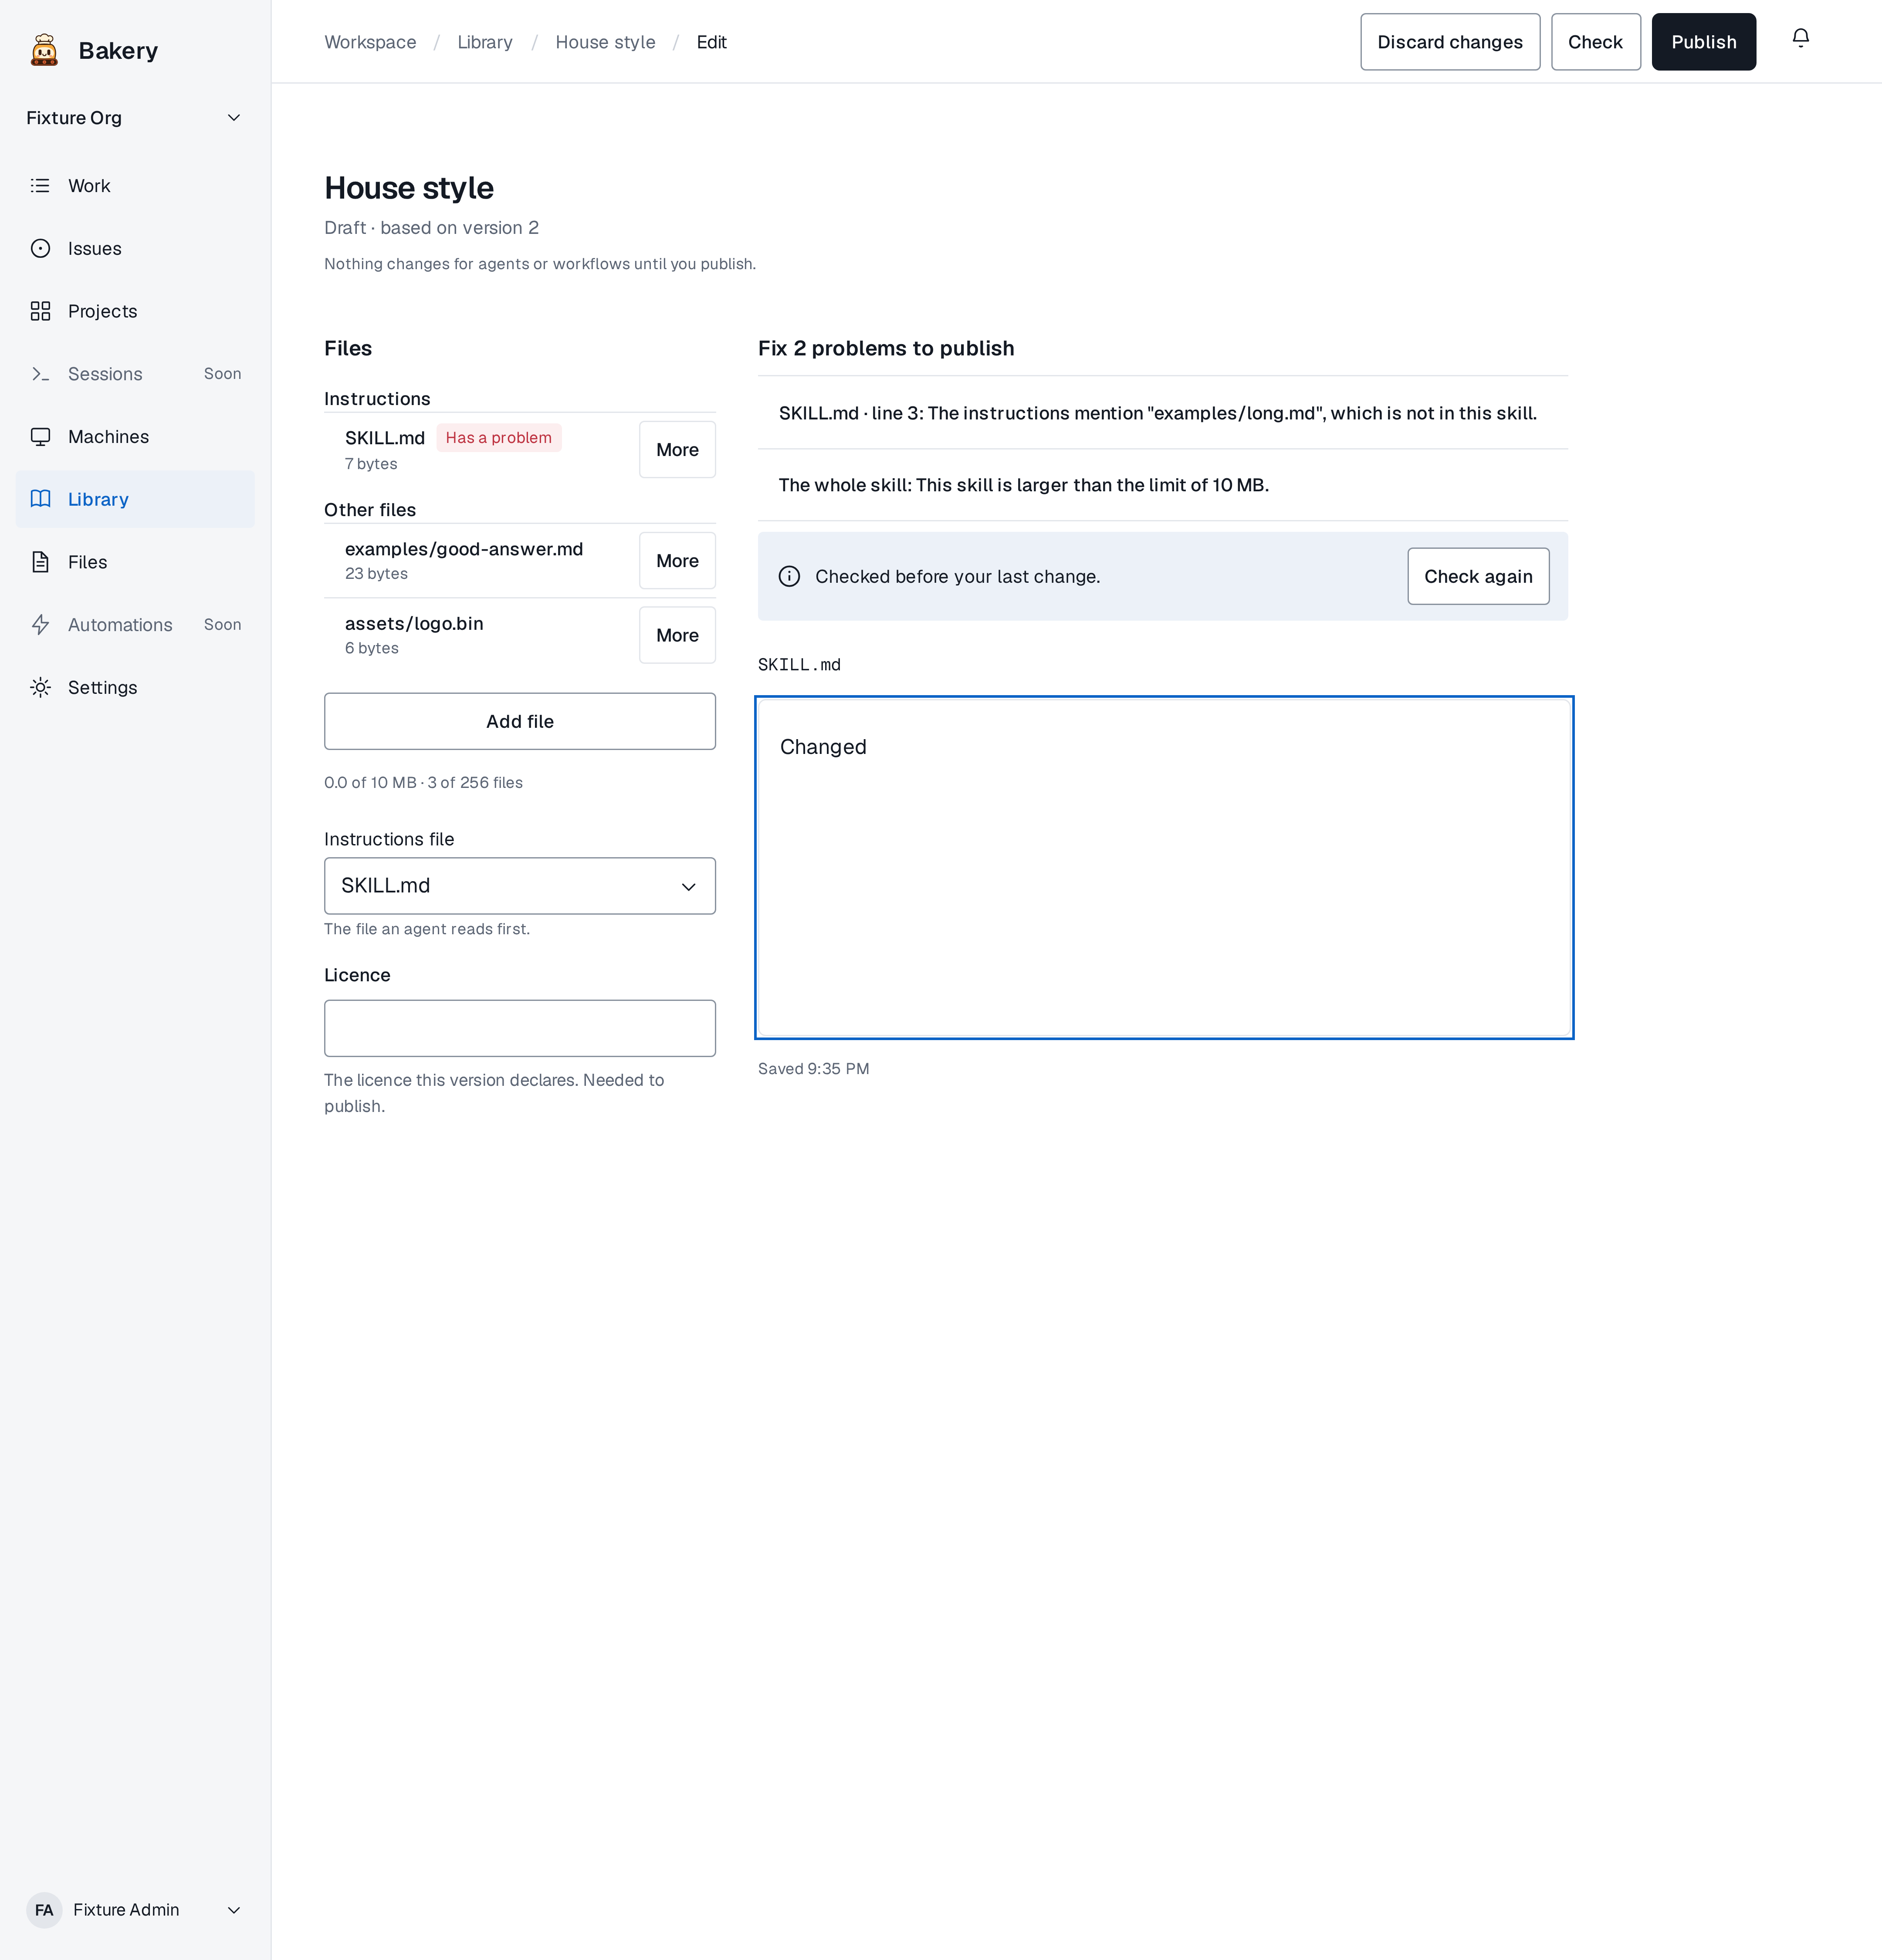 Bakery
Fixture Org
Work
Issues
Projects
Sessions Soon
Machines
Library
Files
Automations Soon
Settings
FA Fixture Admin
Workspace / Library / House style / Edit
Discard changes
Check
Publish
House style
Draft · based on version 2
Nothing changes for agents or workflows until you publish.
Files
Instructions
SKILL.md Has a problem
7 bytes
More
Other files
examples/good-answer.md
23 bytes
More
assets/logo.bin
6 bytes
More
Add file
0.0 of 10 MB · 3 of 256 files
Instructions file
SKILL.md
The file an agent reads first.
Licence
The licence this version declares. Needed to
publish.
Fix 2 problems to publish
SKILL.md · line 3: The instructions mention "examples/long.md", which is not in this skill.
The whole skill: This skill is larger than the limit of 10 MB.
Checked before your last change.
Check again
SKILL.md
Changed
Saved 9:35 PM